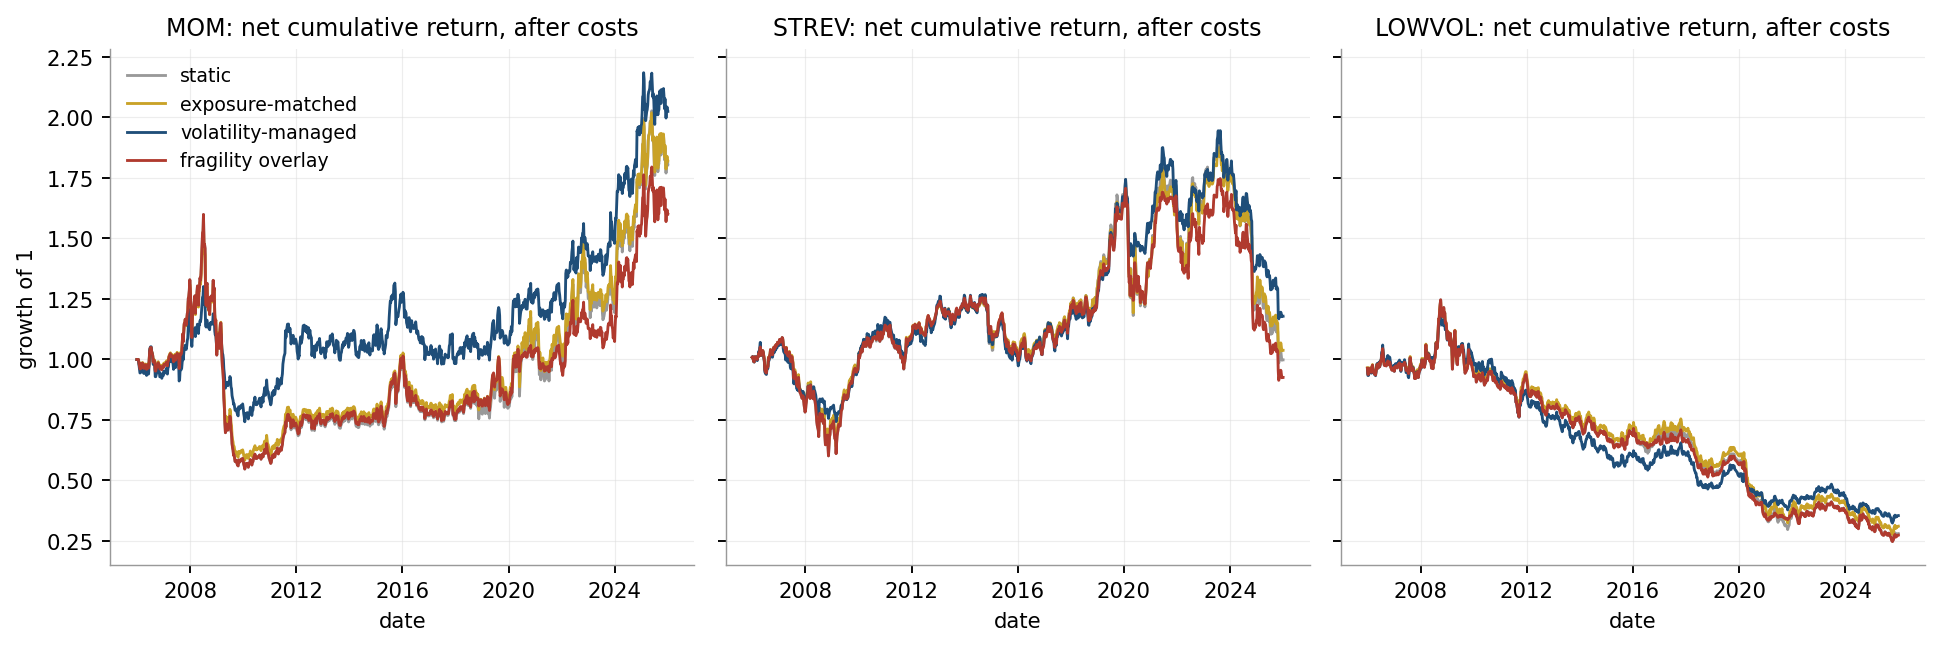 MOM: net cumulative return, after costs
STREV: net cumulative return, after costs
LOWVOL: net cumulative return, after costs
growth of 1
2.25
2.00
1.75
1.50
1.25
1.00
0.75
0.50
0.25
static
exposure-matched
volatility-managed
fragility overlay
2008 2012 2016 2020 2024
2008 2012 2016 2020 2024
2008 2012 2016 2020 2024
date
date
date